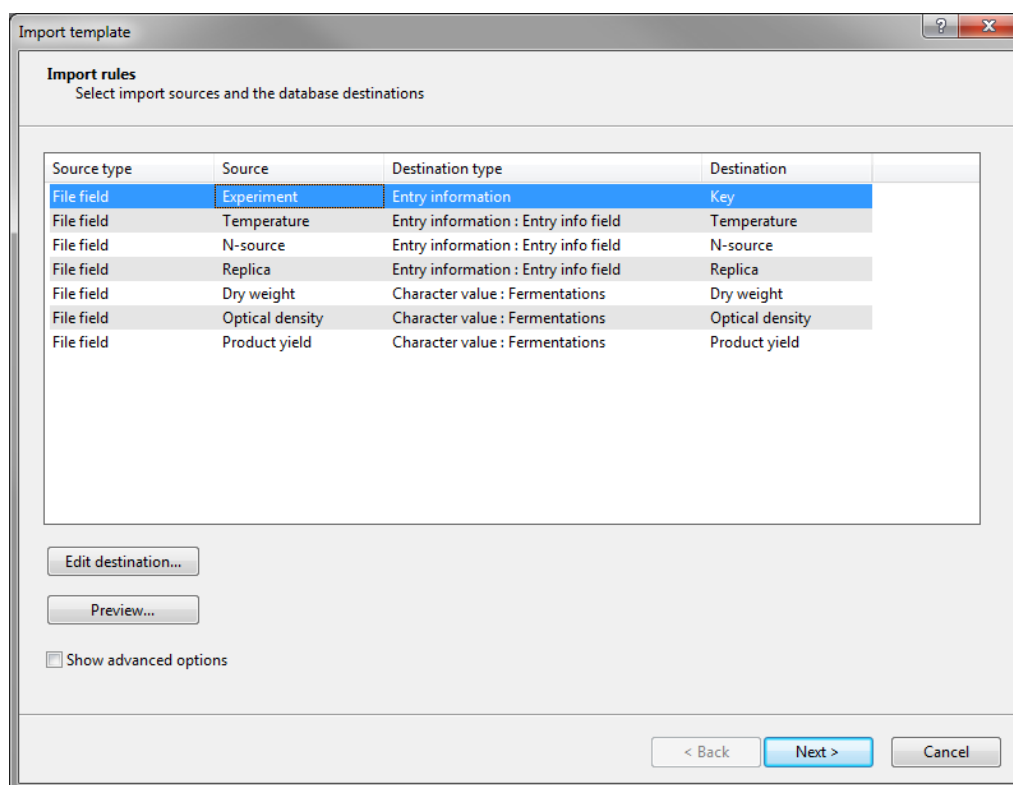 Import template
Import rules
Select import sources and the database destinations
Source type Source Destination type Destination
File field Experiment Entry information Key
File field Temperature Entry information : Entry info field Temperature
File field N-source Entry information : Entry info field N-source
File field Replica Entry information : Entry info field Replica
File field Dry weight Character value : Fermentations Dry weight
File field Optical density Character value : Fermentations Optical density
File field Product yield Character value : Fermentations Product yield
Edit destination...
Preview...
Show advanced options
< Back Next > Cancel